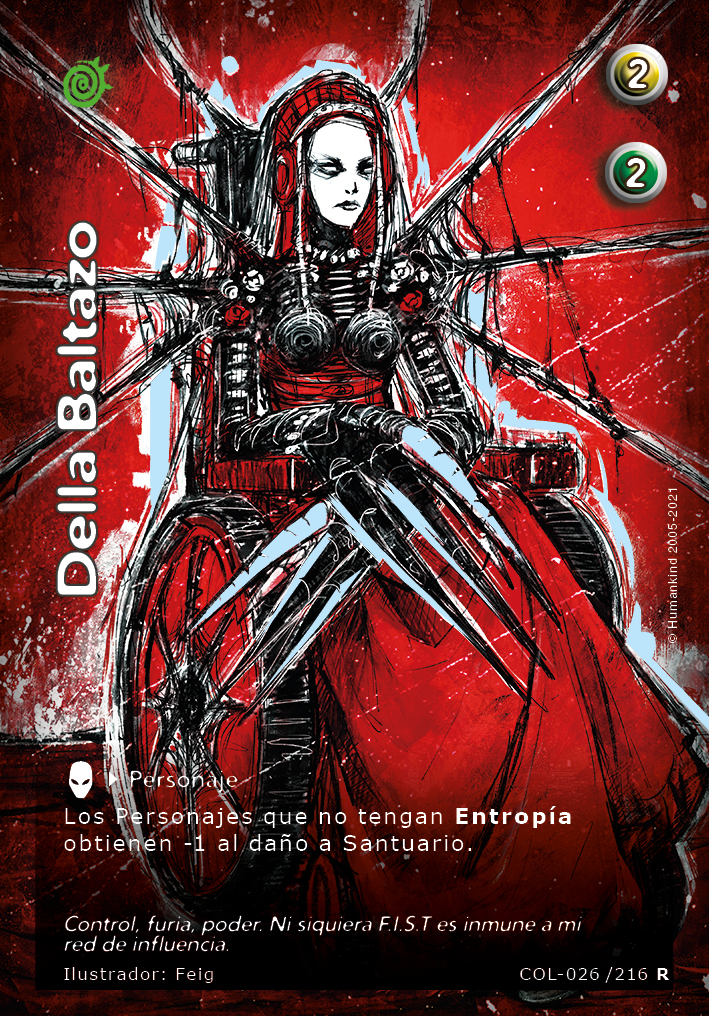 2
2
Della Baltazo
© Humankind 2005-2021
Personaje
Los Personajes que no tengan Entropía
obtienen -1 al daño a Santuario.
Control, furia, poder. Ni siquiera F.I.S.T es inmune a mi
red de influencia.
Ilustrador: Feig
COL-026 /216 R